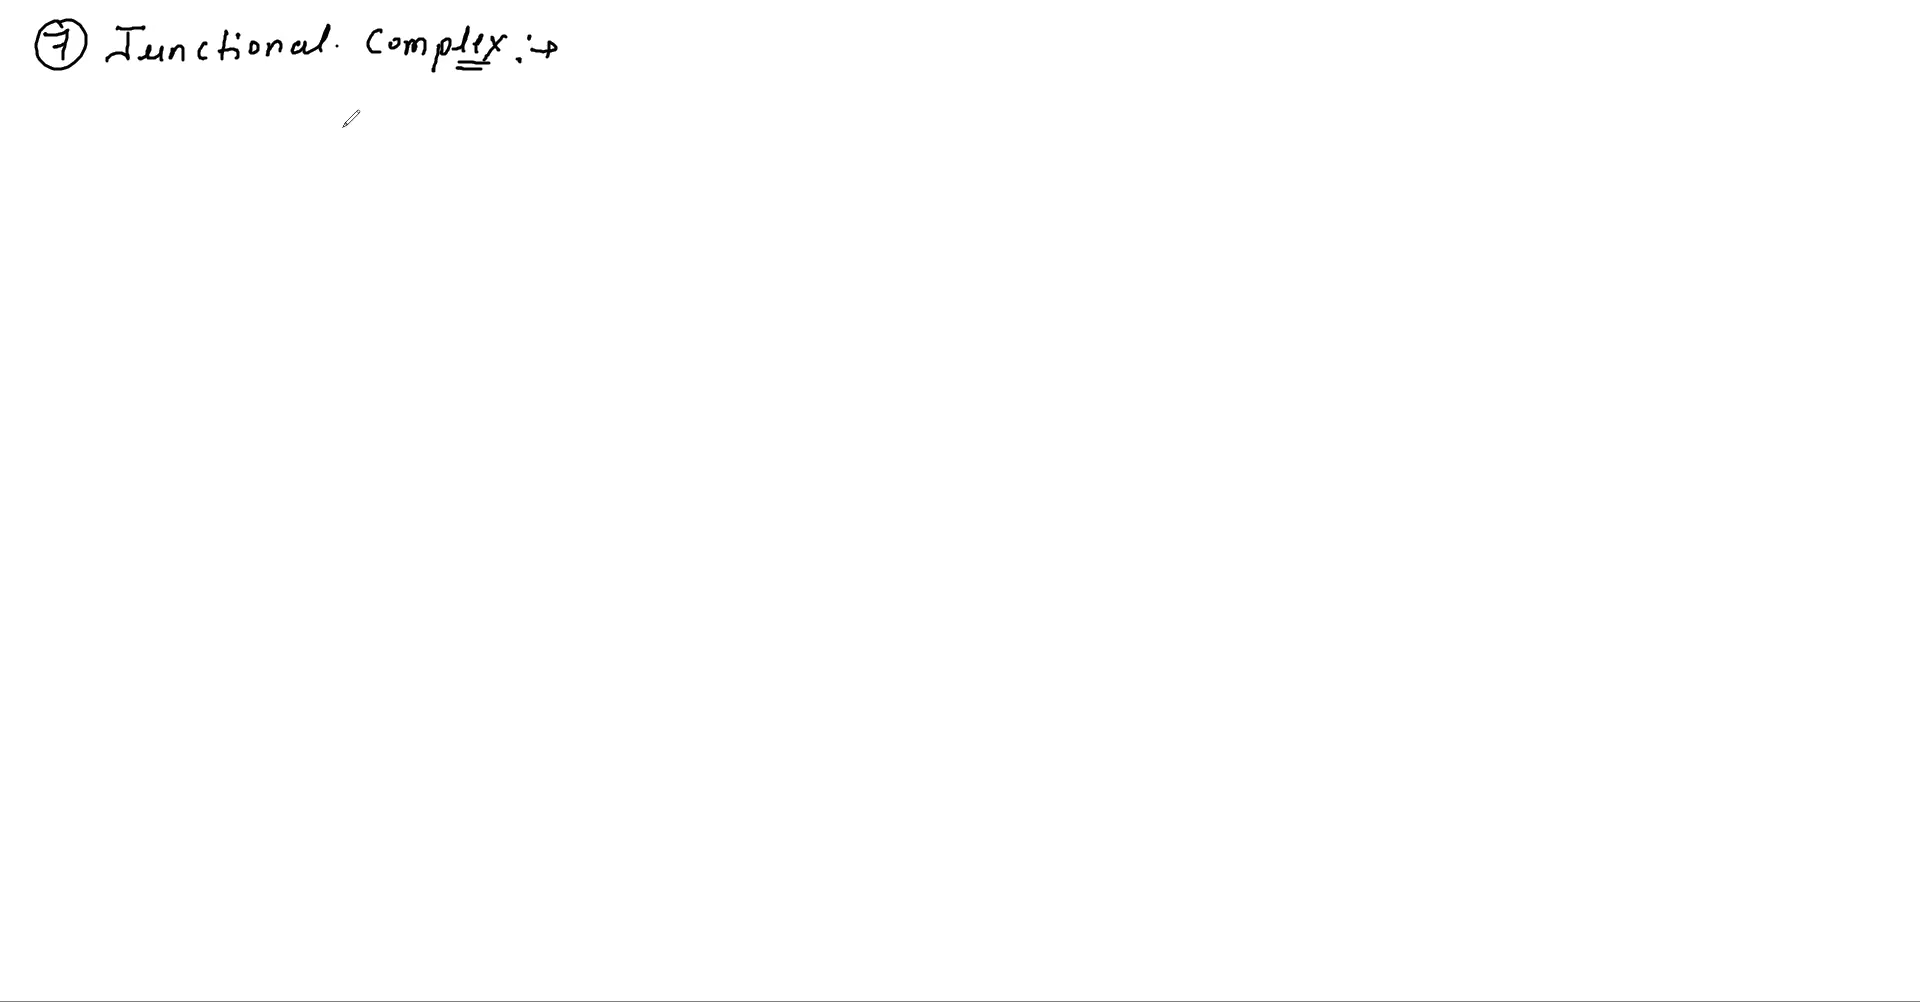 ⑦ Junctional. Complex :→